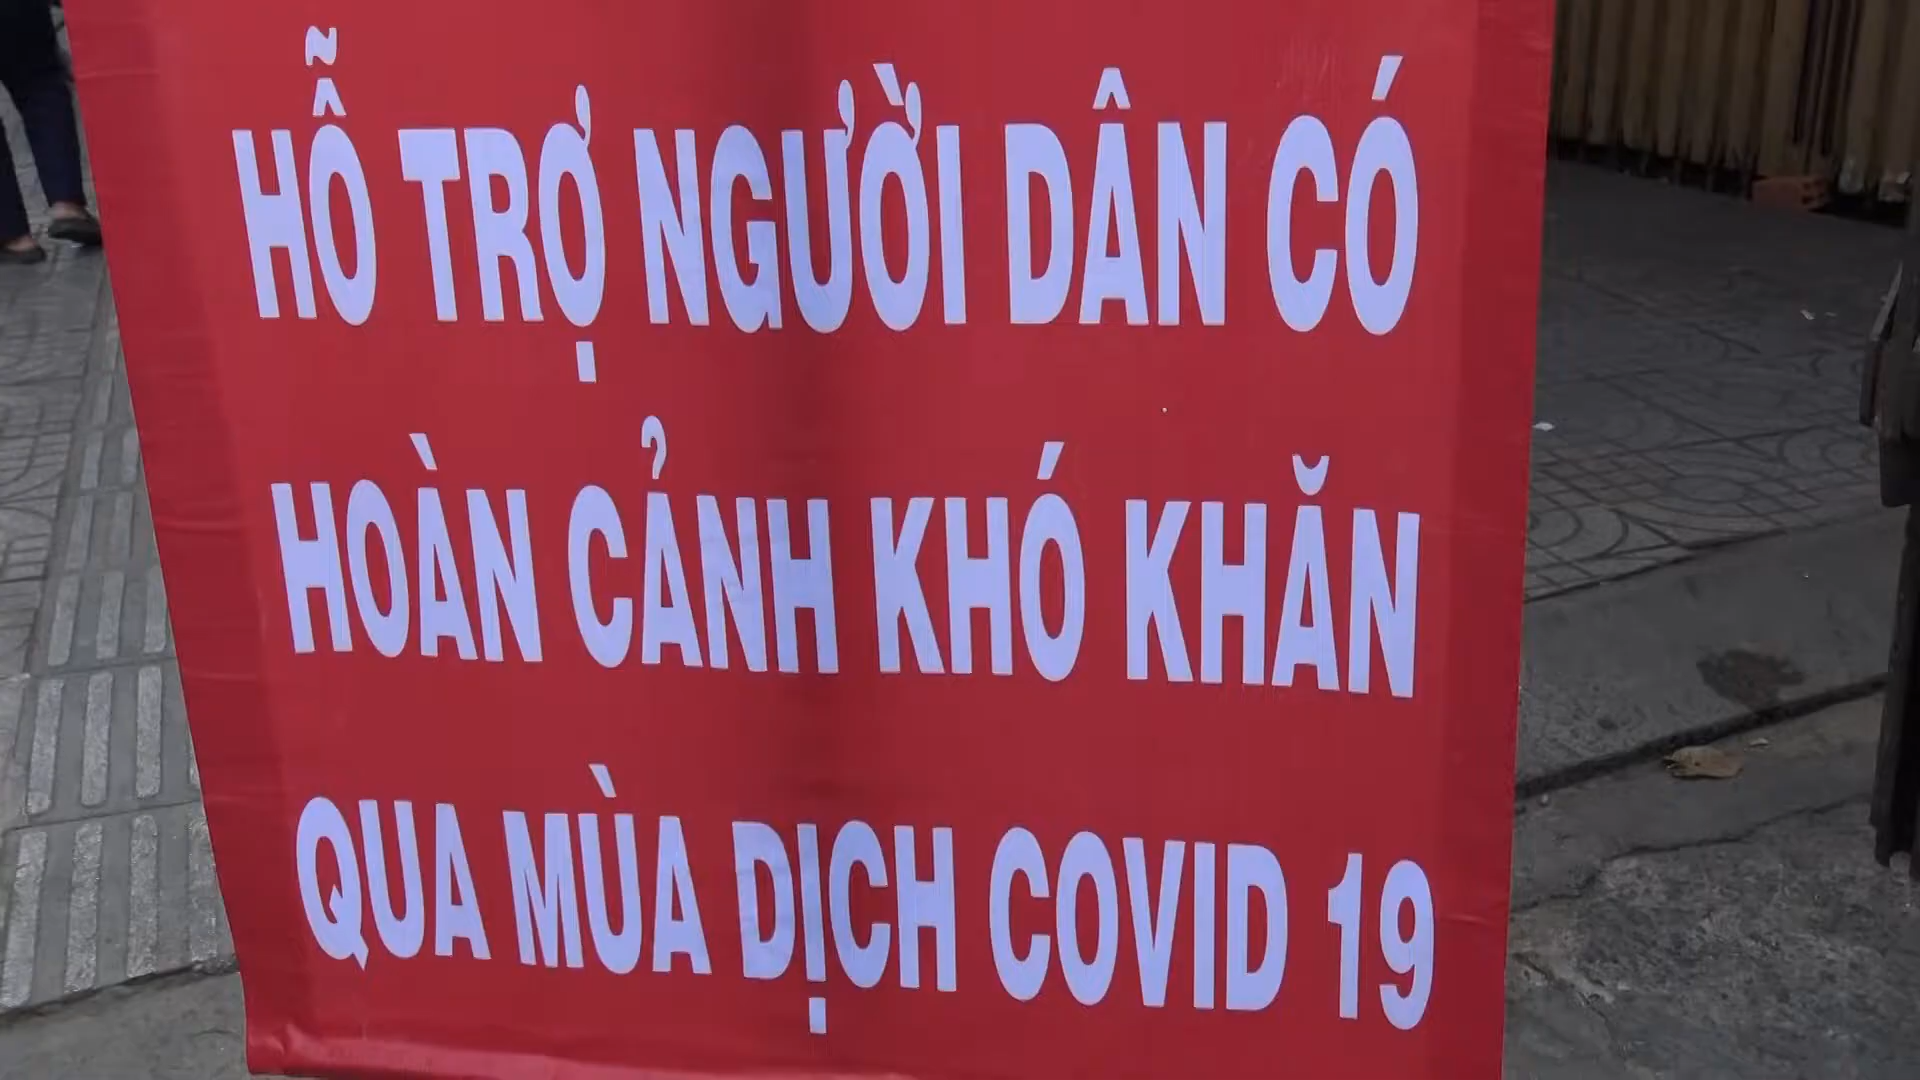 HỖ TRỢ NGƯỜI DÂN CÓ
HOÀN CẢNH KHÓ KHĂN
QUA MÙA DỊCH COVID 19